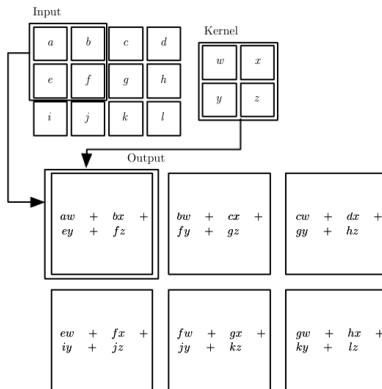 Input
Kernel
a b c d
w x
e f g h
y z
i j k l
Output
aw + bx +
ey + fz
bw + cx +
fy + gz
cw + dx +
gy + hz
ew + fx +
iy + jz
fw + gx +
jy + kz
gw + hx +
ky + lz